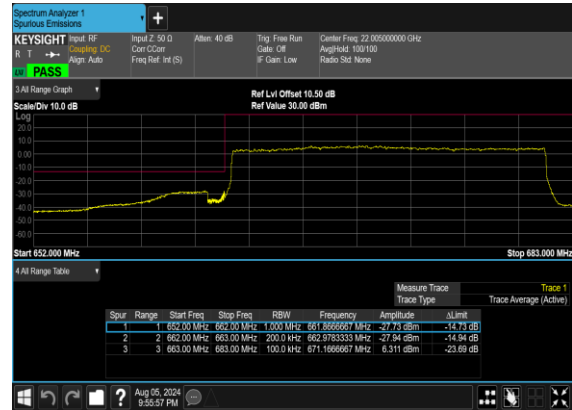 Spectrum Analyzer 1
Spurious Emissions
+
KEYSIGHT Input: RF Input Z: 50 Ω Atten: 40 dB Trig: Free Run Center Freq: 22.005000000 GHz
R T Coupling: DC Corr CCorr Gate: Off Avg|Hold: 100/100
Align: Auto Freq Ref: Int (S) IF Gain: Low Radio Std: None
PASS
3 All Range Graph Ref Lvl Offset 10.50 dB
Scale/Div 10.0 dB Ref Value 30.00 dBm
Log
20.0
10.0
0.00
-10.0
-20.0
-30.0
-40.0
-50.0
-60.0
Start 652.000 MHz Stop 683.000 MHz
4 All Range Table
Measure Trace Trace 1
Trace Type Trace Average (Active)
Spur Range Start Freq Stop Freq RBW Frequency Amplitude ΔLimit
1 1 652.00 MHz 662.00 MHz 1.000 MHz 661.8666667 MHz -27.73 dBm -14.73 dB
2 2 662.00 MHz 663.00 MHz 200.0 kHz 662.9783333 MHz -27.94 dBm -14.94 dB
3 3 663.00 MHz 683.00 MHz 100.0 kHz 671.1666667 MHz 6.311 dBm -23.69 dB
? Aug 05, 2024
9:55:57 PM